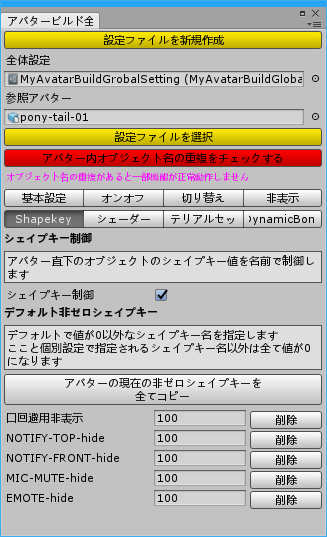 アバタービルド全
設定ファイルを新規作成
全体設定
MyAvatarBuildGrobalSetting (MyAvatarBuildGloba
参照アバター
pony-tail-01
設定ファイルを選択
アバター内オブジェクト名の重複をチェックする
オブジェクト名の重複があると一部機能が正常動作しません
基本設定 オンオフ 切り替え 非表示
Shapekey シェーダー テリアルセッ ynamicBon
シェイプキー制御
アバター直下のオブジェクトのシェイプキー値を名前で制御し
ます
シェイプキー制御
デフォルト非ゼロシェイプキー
デフォルトで値が0以外なシェイプキー名を指定します
ここと個別設定で指定されるシェイプキー名以外は全て値が0
になります
アバターの現在の非ゼロシェイプキーを
全てコピー
口回適用非表示 100 削除
NOTIFY-TOP-hide 100 削除
NOTIFY-FRONT-hide 100 削除
MIC-MUTE-hide 100 削除
EMOTE-hide 100 削除